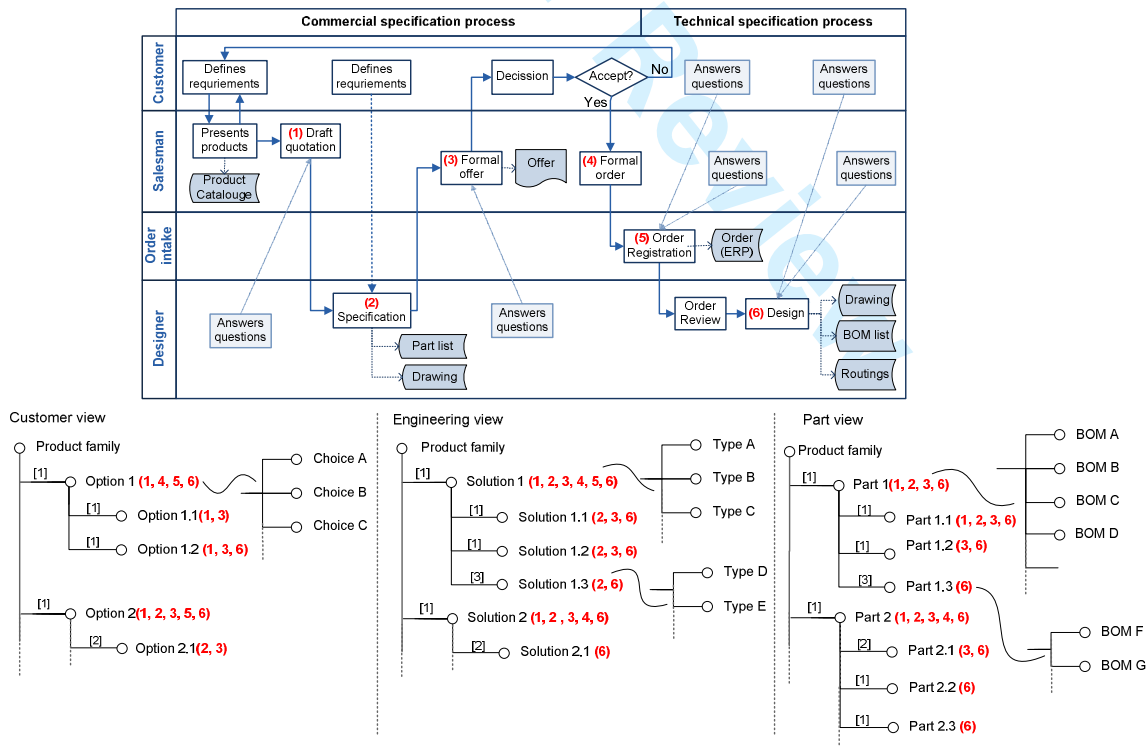 Commercial specification process
Technical specification process
Customer
Defines
requriements
Defines
requriements
Decission
Accept?
No
Yes
Answers
questions
Answers
questions
Salesman
Presents
products
(1) Draft
quotation
Product
Catalouge
(3) Formal
offer
Offer
(4) Formal
order
Answers
questions
Answers
questions
Order
intake
(5) Order
Registration
Order
(ERP)
Designer
Answers
questions
(2)
Specification
Part list
Drawing
Answers
questions
Order
Review
(6) Design
Drawing
BOM list
Routings
Review
Customer view
Product family
[1]
Option 1 (1, 4, 5, 6)
[1]
Option 1.1(1, 3)
[1]
Option 1.2 (1, 3, 6)
Choice A
Choice B
Choice C
[1]
Option 2(1, 2, 3, 5, 6)
[2]
Option 2.1(2, 3)
Engineering view
Product family
[1]
Solution 1 (1, 2, 3, 4, 5, 6)
[1]
Solution 1.1 (2, 3, 6)
[1]
Solution 1.2 (2, 3, 6)
[3]
Solution 1.3 (2, 6)
Type A
Type B
Type C
Type D
Type E
[1]
Solution 2 (1, 2 , 3, 4, 6)
[2]
Solution 2.1 (6)
Part view
Product family
[1]
Part 1(1, 2, 3, 6)
[1]
Part 1.1 (1, 2, 3, 6)
[1]
Part 1.2 (3, 6)
[3]
Part 1.3 (6)
BOM A
BOM B
BOM C
BOM D
[1]
Part 2 (1, 2, 3, 4, 6)
[2]
Part 2.1 (3, 6)
[1]
Part 2.2 (6)
[1]
Part 2.3 (6)
BOM F
BOM G